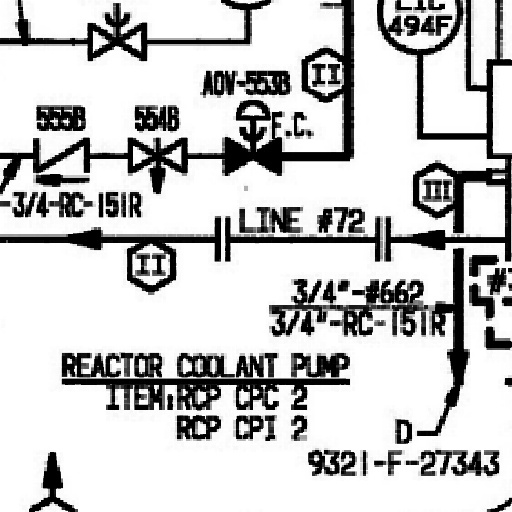 494F
II
AOV-553B
555B
554B
F.C.
-3/4-RC-151R
III
LINE #72
II
3/4"-#662
3/4"-RC-151R
REACTOR COOLANT PUMP
ITEM:RCP CPC 2
RCP CPI 2
D
9321-F-27343